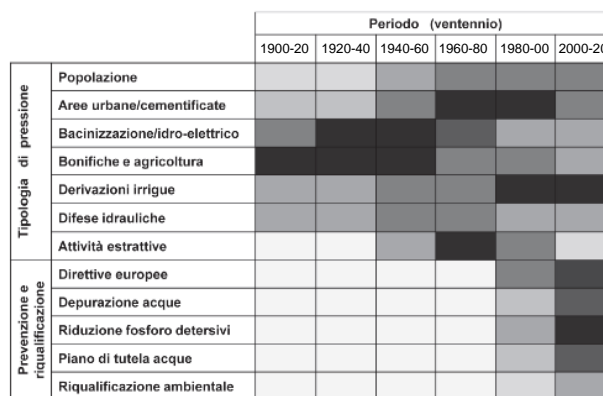 Periodo (ventennio)
1900-20 1920-40 1940-60 1960-80 1980-00 2000-20
Tipologia di pressione
Popolazione
Aree urbane/cementificate
Bacinizzazione/idro-elettrico
Bonifiche e agricoltura
Derivazioni irrigue
Difese idrauliche
Attività estrattive
Prevenzione e
riqualificazione
Direttive europee
Depurazione acque
Riduzione fosforo detersivi
Piano di tutela acque
Riqualificazione ambientale